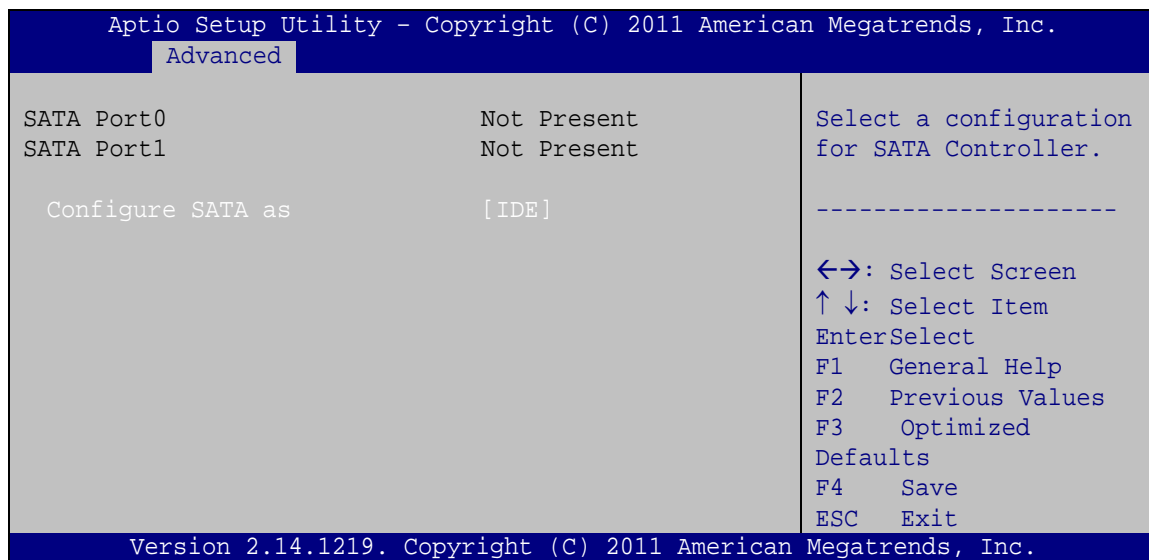 Aptio Setup Utility – Copyright (C) 2011 American Megatrends, Inc.
Advanced
SATA Port0 Not Present
SATA Port1 Not Present
Configure SATA as [IDE]
Select a configuration
for SATA Controller.
---------------------
←→: Select Screen
↑ ↓: Select Item
EnterSelect
F1 General Help
F2 Previous Values
F3 Optimized
Defaults
F4 Save
ESC Exit
Version 2.14.1219. Copyright (C) 2011 American Megatrends, Inc.